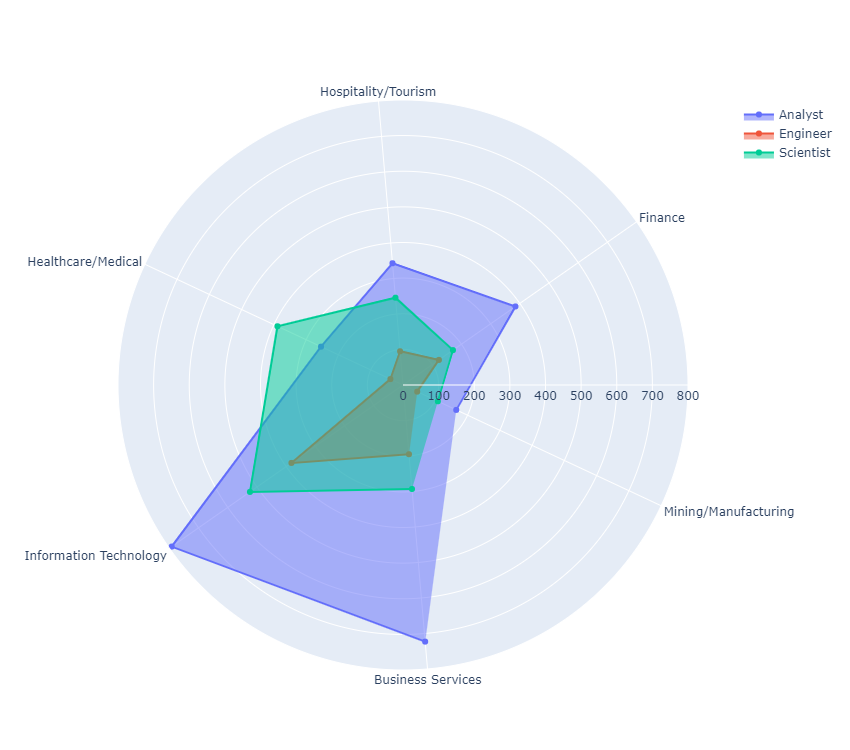 Hospitality/Tourism
Analyst
Engineer
Scientist
Finance
Healthcare/Medical
0 100 200 300 400 500 600 700 800
Mining/Manufacturing
Information Technology
Business Services